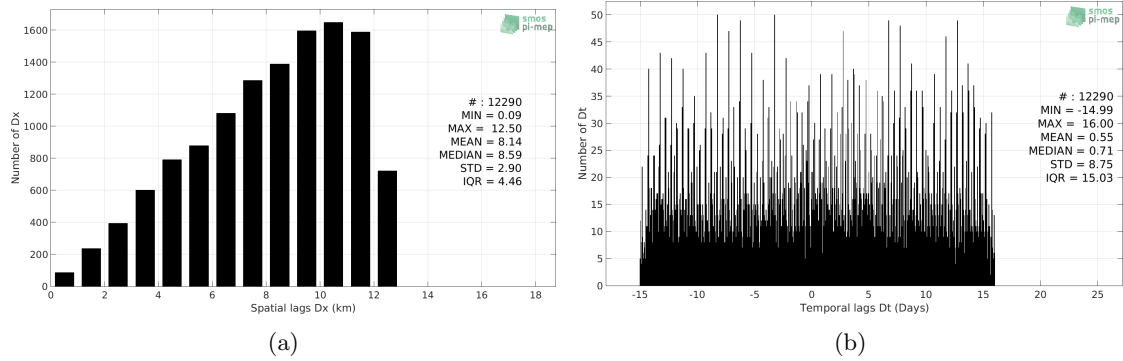 smos
pi-mep
1600
1400
1200
1000
800
600
400
200
0
Number of Dx
# : 12290
MIN = 0.09
MAX = 12.50
MEAN = 8.14
MEDIAN = 8.59
STD = 2.90
IQR = 4.46
0 2 4 6 8 10 12 14 16 18
Spatial lags Dx (km)
(a)
smos
pi-mep
50
45
40
35
30
25
20
15
10
5
0
Number of Dt
# : 12290
MIN = -14.99
MAX = 16.00
MEAN = 0.55
MEDIAN = 0.71
STD = 8.75
IQR = 15.03
-15 -10 -5 0 5 10 15 20 25
Temporal lags Dt (Days)
(b)